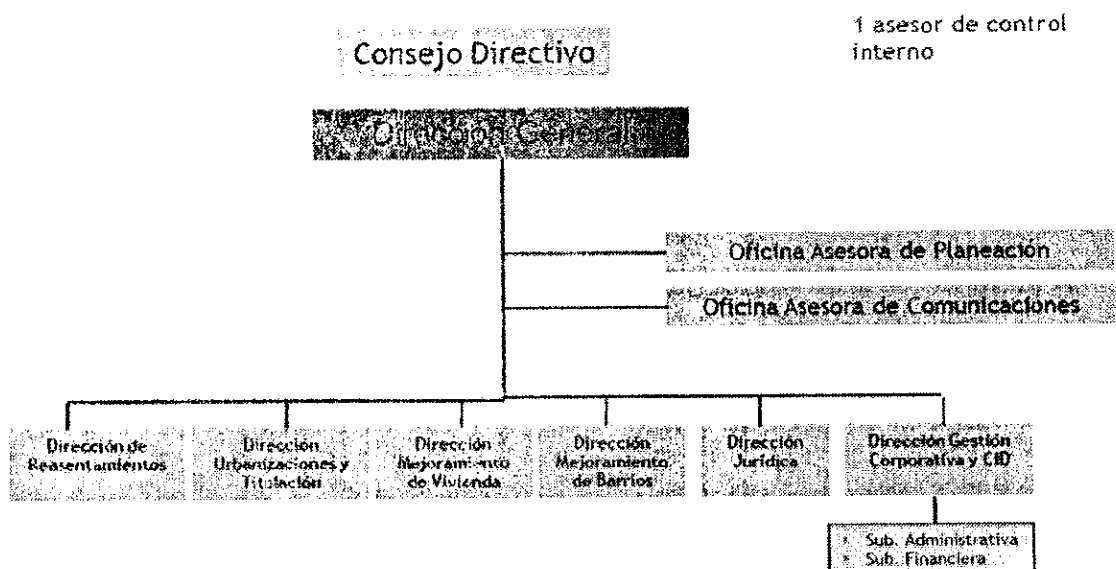 1 asesor de control
interno
Consejo Directivo
Dirección General
Oficina Asesora de Planeación
Oficina Asesora de Comunicaciones
Dirección de
Reasentamientos
Dirección
Urbanizaciones y
Titulación
Dirección
Mejoramiento
de Vivienda
Dirección
Mejoramiento
de Barrios
Dirección
Jurídica
Dirección Gestión
Corporativa y CID
• Sub. Administrativa
• Sub. Financiera